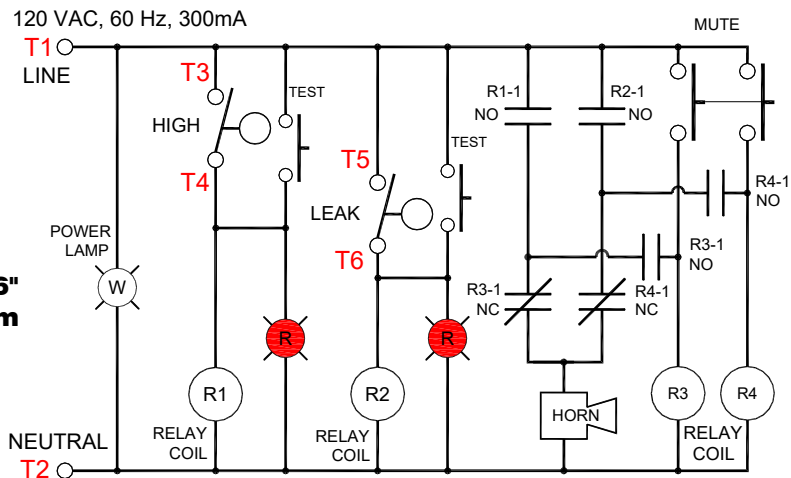 120 VAC, 60 Hz, 300mA
T1
LINE
MUTE
T3
TEST
HIGH
T4
R1-1
NO
R2-1
NO
T5
TEST
LEAK
T6
R4-1
NO
R3-1
NO
POWER
LAMP
W
6"
m
R3-1
NC
R4-1
NC
R
R
R1
R2
HORN
R3
R4
RELAY
COIL
RELAY
COIL
RELAY
COIL
NEUTRAL
T2